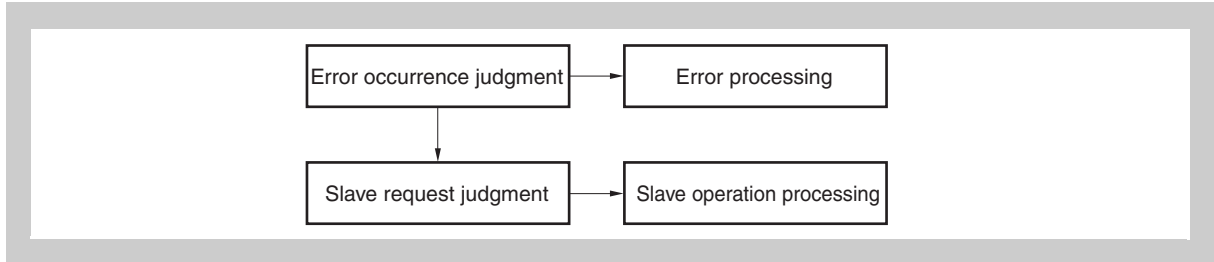 Error occurrence judgment
Error processing
Slave request judgment
Slave operation processing